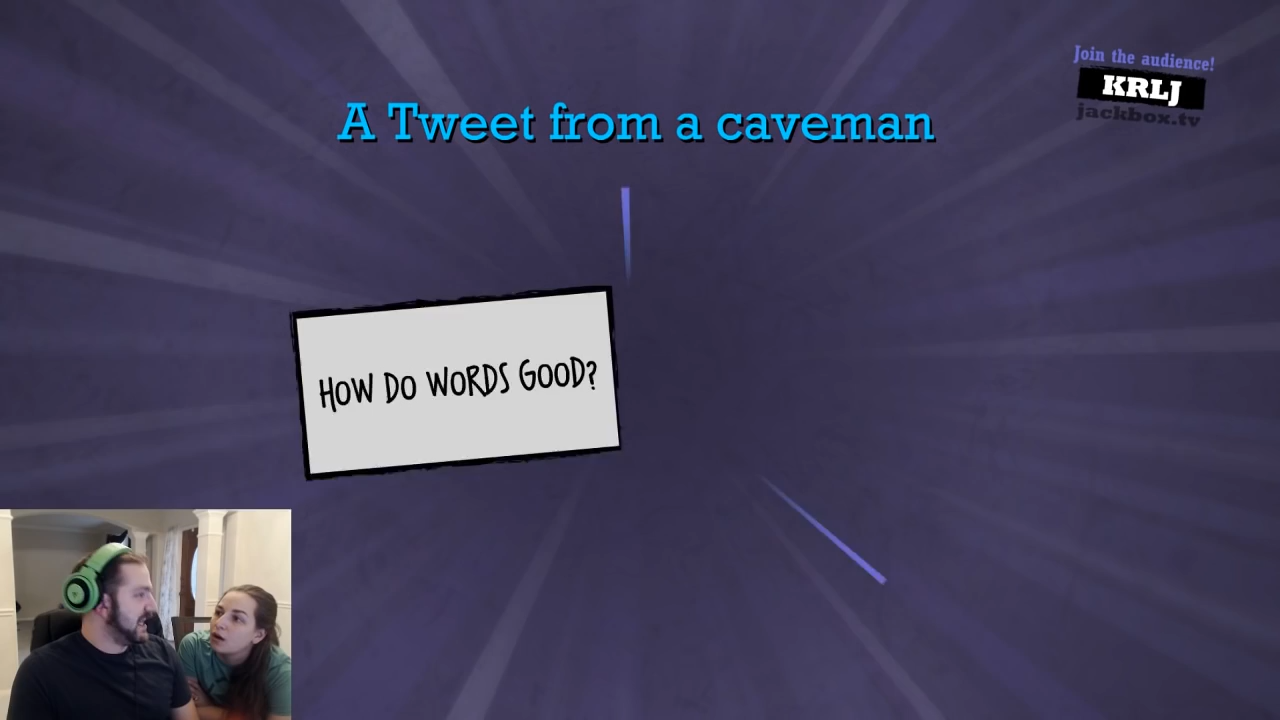 Join the audience!
KRLJ
jackbox.tv
A Tweet from a caveman
HOW DO WORDS GOOD?